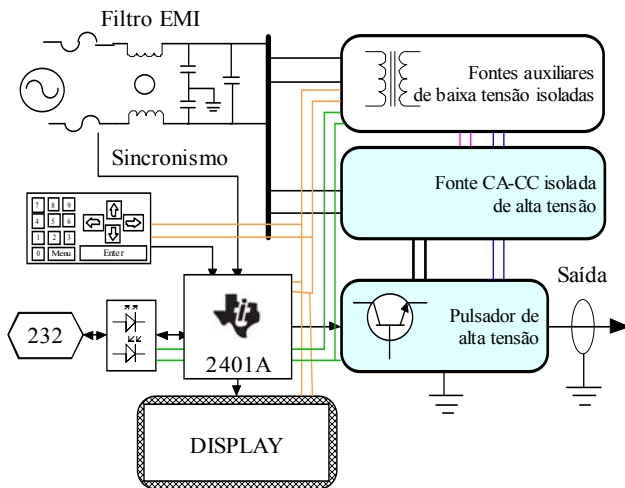 Filtro EMI
Fontes auxiliares
de baixa tensão isoladas
Sincronismo
Fonte CA-CC isolada
de alta tensão
7 8 9
4 5 6
1 2 3
0 Menu Enter
Saída
Pulsador de
alta tensão
232
2401A
DISPLAY